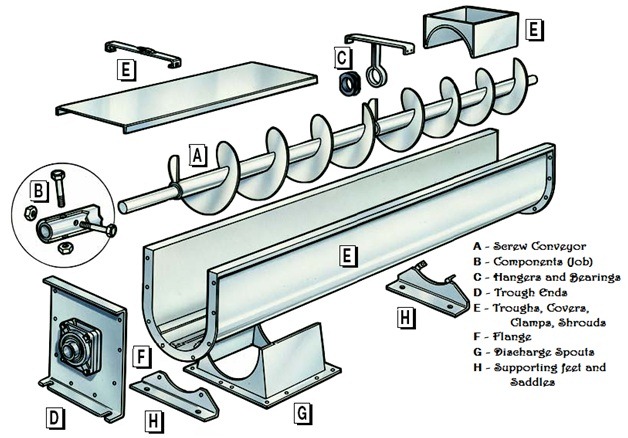 E
E
C
A
B
E
A - Screw Conveyor
B - Components (Job)
C - Hangers and Bearings
D - Trough Ends
E - Troughs, Covers,
Clamps, Shrouds
F - Flange
G - Discharge Spouts
H - Supporting feet and
Saddles
H
F
D
H
G